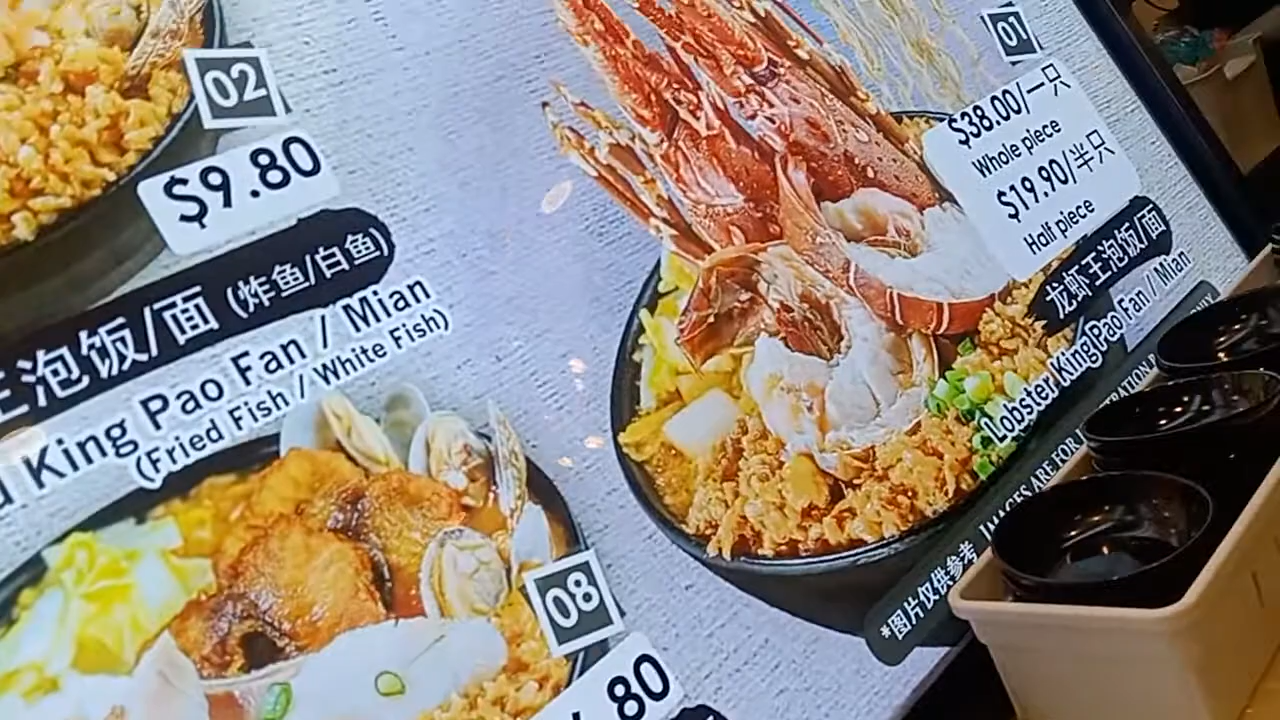 02
$9.80
王泡饭/面 (炸鱼/白鱼)
King Pao Fan / Mian
(Fried Fish / White Fish)
08
.80
01
$38.00/一只
Whole piece
$19.90/半只
Half piece
龙虾王泡饭/面
Lobster King Pao Fan / Mian
*图片仅供参考 IMAGES ARE FOR